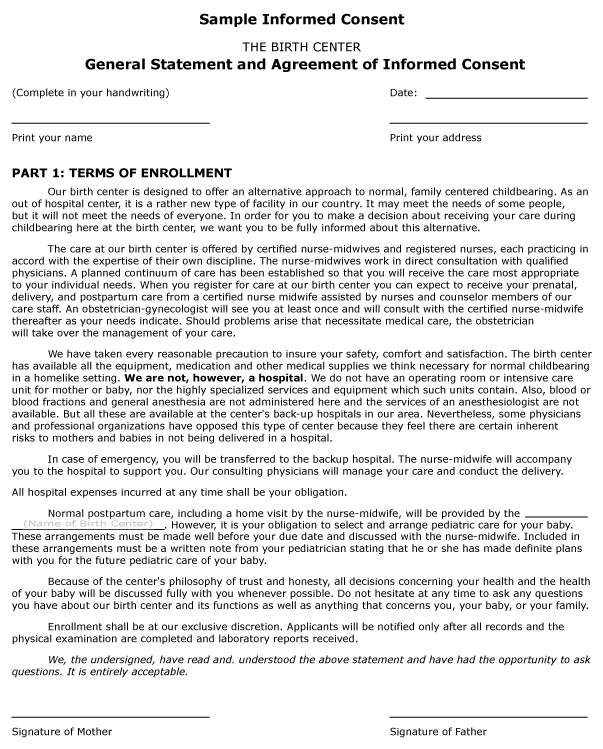 Sample Informed Consent
THE BIRTH CENTER
General Statement and Agreement of Informed Consent
(Complete in your handwriting)
Date:
Print your name
Print your address
PART 1: TERMS OF ENROLLMENT
Our birth center is designed to offer an alternative approach to normal, family centered childbearing. As an
out of hospital center, it is a rather new type of facility in our country. It may meet the needs of some people,
but it will not meet the needs of everyone. In order for you to make a decision about receiving your care during
childbearing here at the birth center, we want you to be fully informed about this alternative.
The care at our birth center is offered by certified nurse-midwives and registered nurses, each practicing in
accord with the expertise of their own discipline. The nurse-midwives work in direct consultation with qualified
physicians. A planned continuum of care has been established so that you will receive the care most appropriate
to your individual needs. When you register for care at our birth center you can expect to receive your prenatal,
delivery, and postpartum care from a certified nurse midwife assisted by nurses and counselor members of our
care staff. An obstetrician-gynecologist will see you at least once and will consult with the certified nurse-midwife
thereafter as your needs indicate. Should problems arise that necessitate medical care, the obstetrician
will take over the management of your care.
We have taken every reasonable precaution to insure your safety, comfort and satisfaction. The birth center
has available all the equipment, medication and other medical supplies we think necessary for normal childbearing
in a homelike setting. We are not, however, a hospital. We do not have an operating room or intensive care
unit for mother or baby, nor the highly specialized services and equipment which such units contain. Also, blood or
blood fractions and general anesthesia are not administered here and the services of an anesthesiologist are not
available. But all these are available at the center's back-up hospitals in our area. Nevertheless, some physicians
and professional organizations have opposed this type of center because they feel there are certain inherent
risks to mothers and babies in not being delivered in a hospital.
In case of emergency, you will be transferred to the backup hospital. The nurse-midwife will accompany
you to the hospital to support you. Our consulting physicians will manage your care and conduct the delivery.
All hospital expenses incurred at any time shall be your obligation.
Normal postpartum care, including a home visit by the nurse-midwife, will be provided by the
(Name of Birth Center). However, it is your obligation to select and arrange pediatric care for your baby.
These arrangements must be made well before your due date and discussed with the nurse-midwife. Included in
these arrangements must be a written note from your pediatrician stating that he or she has made definite plans
with you for the future pediatric care of your baby.
Because of the center's philosophy of trust and honesty, all decisions concerning your health and the health
of your baby will be discussed fully with you whenever possible. Do not hesitate at any time to ask any questions
you have about our birth center and its functions as well as anything that concerns you, your baby, or your family.
Enrollment shall be at our exclusive discretion. Applicants will be notified only after all records and the
physical examination are completed and laboratory reports received.
We, the undersigned, have read and. understood the above statement and have had the opportunity to ask
questions. It is entirely acceptable.
Signature of Mother
Signature of Father